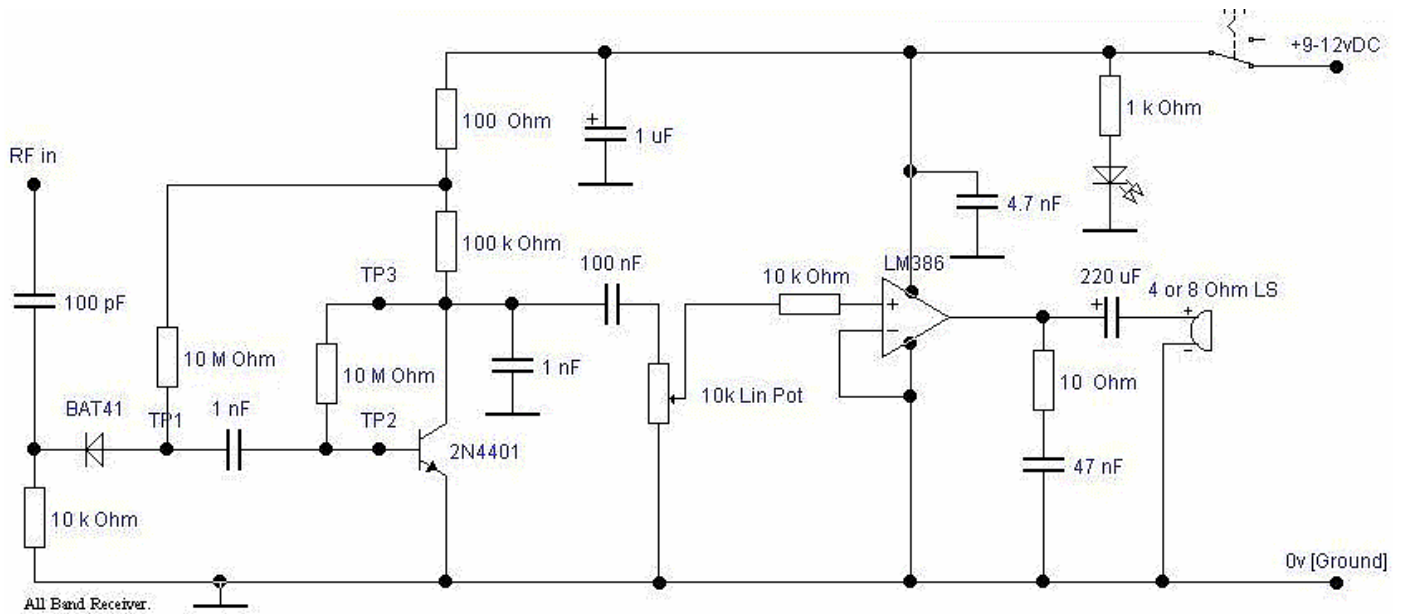 +9-12vDC
100 Ohm
1 uF
1 k Ohm
RF in
4.7 nF
100 k Ohm
TP3
100 nF
10 k Ohm
LM386
220 uF
4 or 8 Ohm LS
100 pF
+
+
+
+
-
-
10 M Ohm
10 M Ohm
1 nF
10k Lin Pot
10 Ohm
BAT41
TP1
1 nF
TP2
2N4401
47 nF
10 k Ohm
0v [Ground]
All Band Receiver.